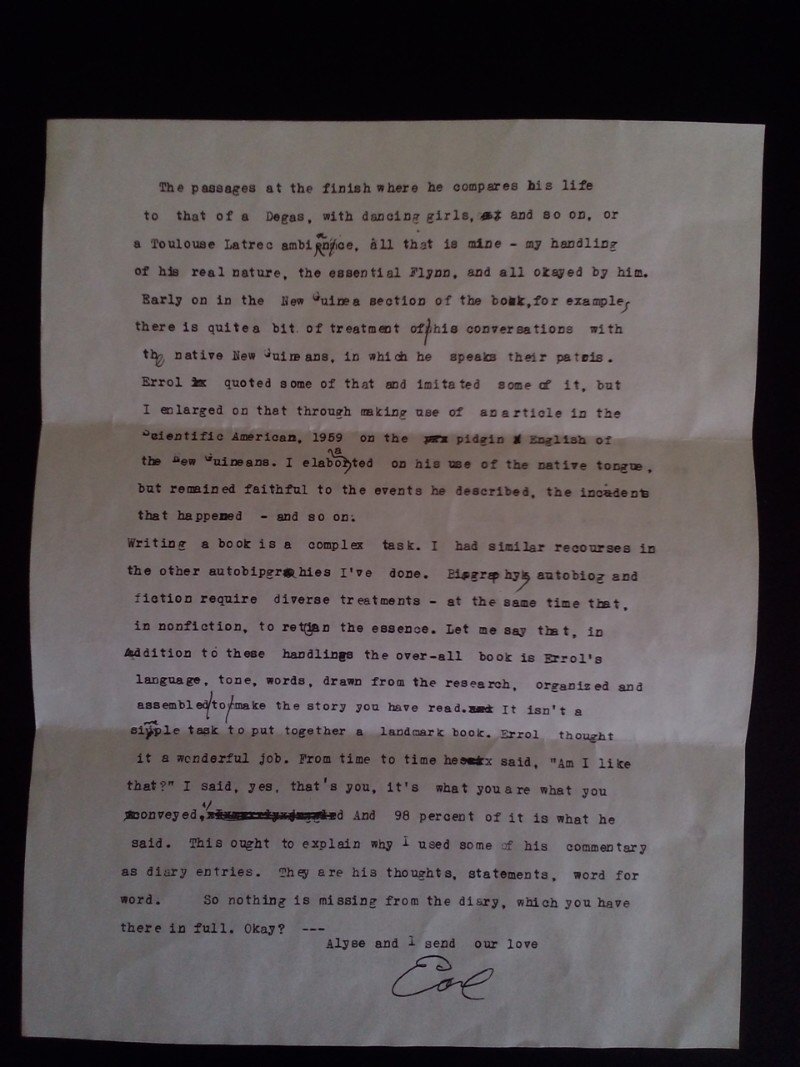 The passages at the finish where he compares his life
to that of a Degas, with dancing girls, and so on, or
a Toulouse Latrec ambiance, all that is mine - my handling
of his real nature, the essential Flynn, and all okayed by him.
Early on in the New Guinea section of the book, for example,
there is quite a bit of treatment of his conversations with
the native New Guineans, in which he speaks their patois.
Errol quoted some of that and imitated some of it, but
I enlarged on that through making use of an article in the
Scientific American, 1959 on the pidgin English of
the New Guineans. I elaborated on his use of the native tongue,
but remained faithful to the events he described, the incidents
that happened - and so on.
Writing a book is a complex task. I had similar recourses in
the other autobipgraphies I've done. Biography, autobiog and
fiction require diverse treatments - at the same time that,
in nonfiction, to retain the essence. Let me say that, in
Addition to these handlings the over-all book is Errol's
language, tone, words, drawn from the research, organized and
assembled to make the story you have read. It isn't a
simple task to put together a landmark book. Errol thought
it a wonderful job. From time to time he said, "Am I like
that?" I said, yes, that's you, it's what you are what you
conveyed." And 98 percent of it is what he
said. This ought to explain why I used some of his commentary
as diary entries. They are his thoughts, statements, word for
word. So nothing is missing from the diary, which you have
there in full. Okay? ---
Alyse and I send our love
Earl